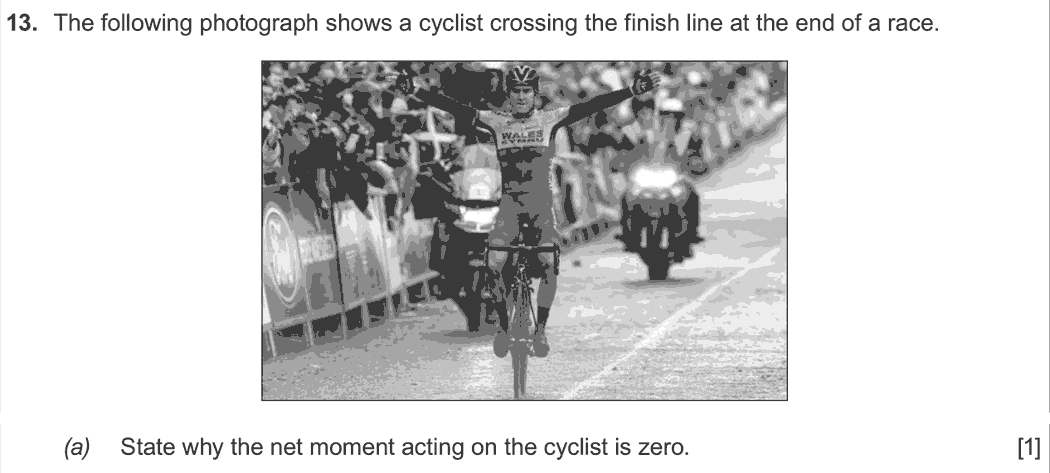 13. The following photograph shows a cyclist crossing the finish line at the end of a race.
WALES
CYMRU
(a) State why the net moment acting on the cyclist is zero. [1]